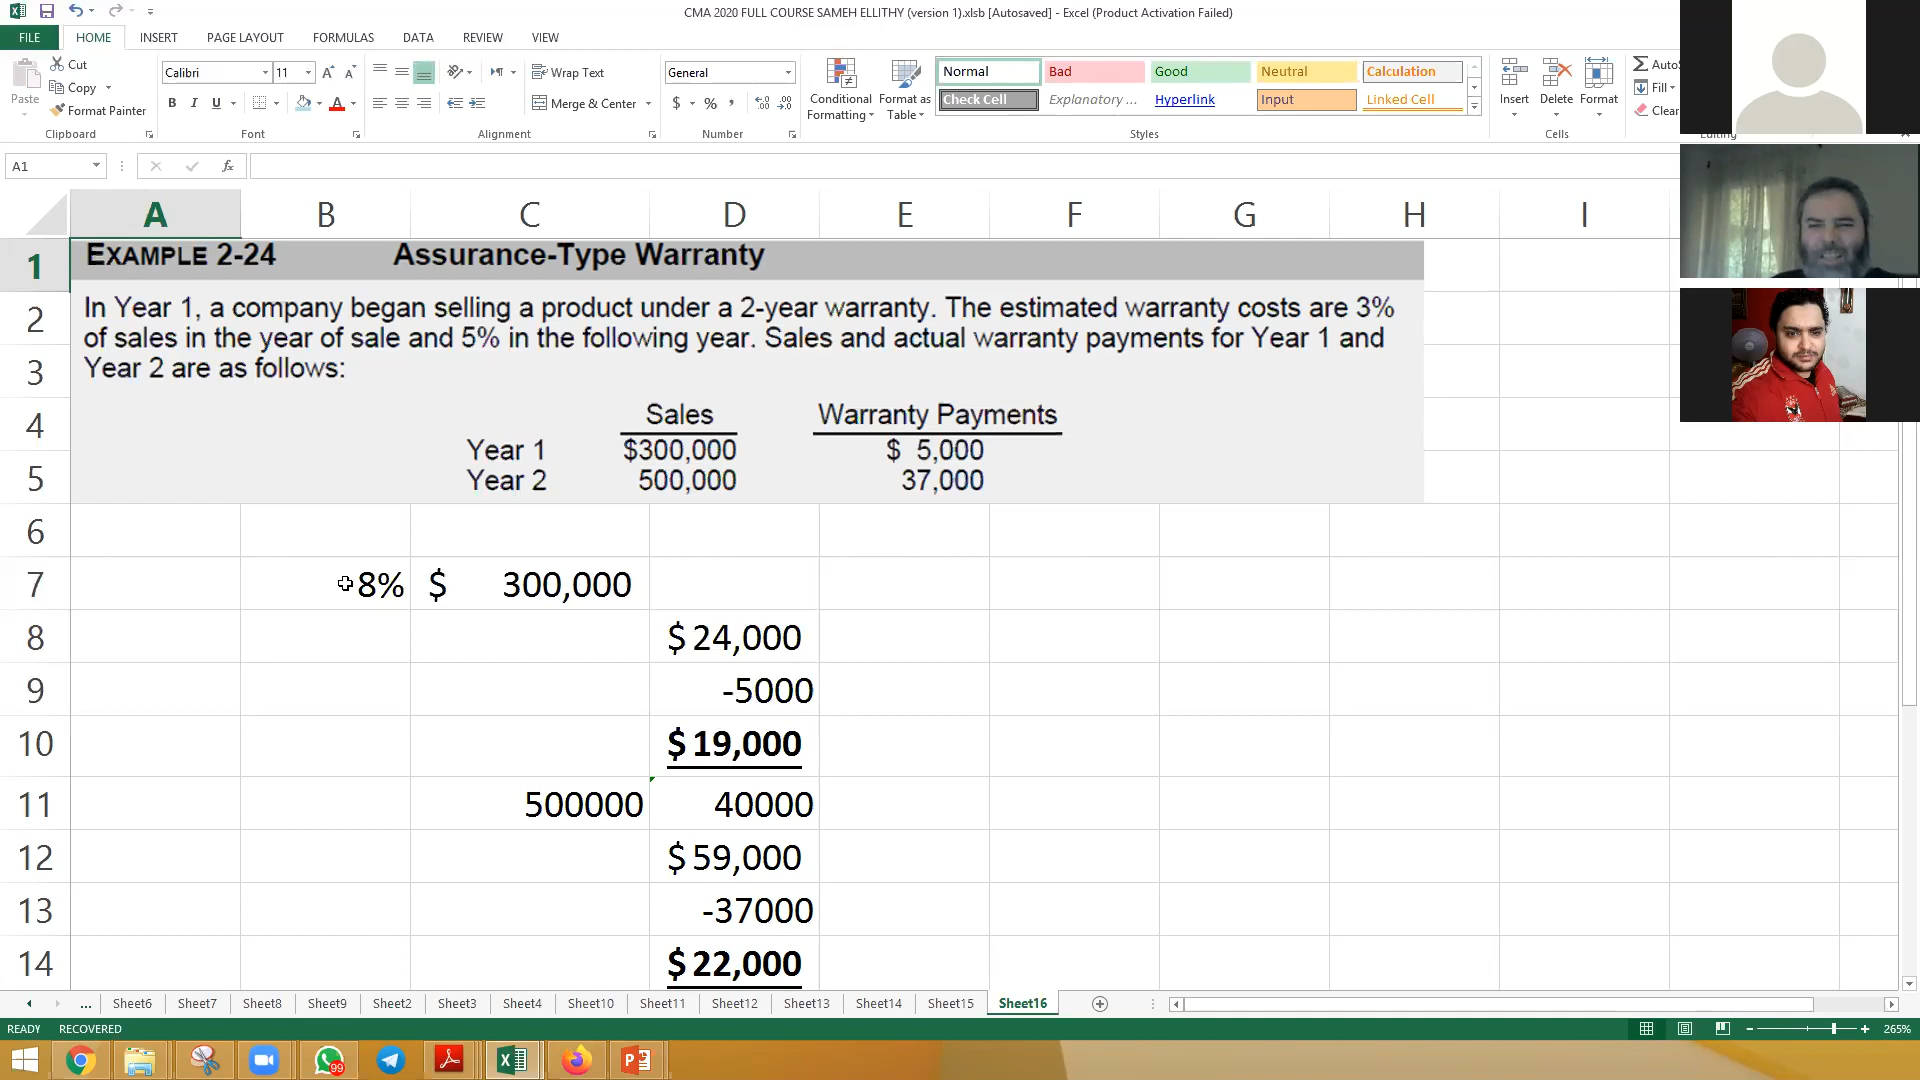 CMA 2020 FULL COURSE SAMEH ELLITHY (version 1).xlsb [Autosaved] - Excel (Product Activation Failed)
FILE HOME INSERT PAGE LAYOUT FORMULAS DATA REVIEW VIEW
Cut
Copy
Format Painter
Paste
Clipboard
Calibri 11
B I U
Font
Wrap Text
Merge & Center
Alignment
General
$ % ,
Number
Conditional Formatting
Format as Table
Normal Bad Good Neutral Calculation
Check Cell Explanatory ... Hyperlink Input Linked Cell
Styles
Insert Delete Format
Cells
Auto
Fill
Clear
A1
fx
A B C D E F G H I
1
2
3
4
5
6
7
8
9
10
11
12
13
14
EXAMPLE 2-24 Assurance-Type Warranty
In Year 1, a company began selling a product under a 2-year warranty. The estimated warranty costs are 3%
of sales in the year of sale and 5% in the following year. Sales and actual warranty payments for Year 1 and
Year 2 are as follows:
Sales Warranty Payments
Year 1 $300,000 $ 5,000
Year 2 500,000 37,000
8% $ 300,000
$ 24,000
-5000
$ 19,000
500000 40000
$ 59,000
-37000
$ 22,000
... Sheet6 Sheet7 Sheet8 Sheet9 Sheet2 Sheet3 Sheet4 Sheet10 Sheet11 Sheet12 Sheet13 Sheet14 Sheet15 Sheet16
READY RECOVERED 265%
99